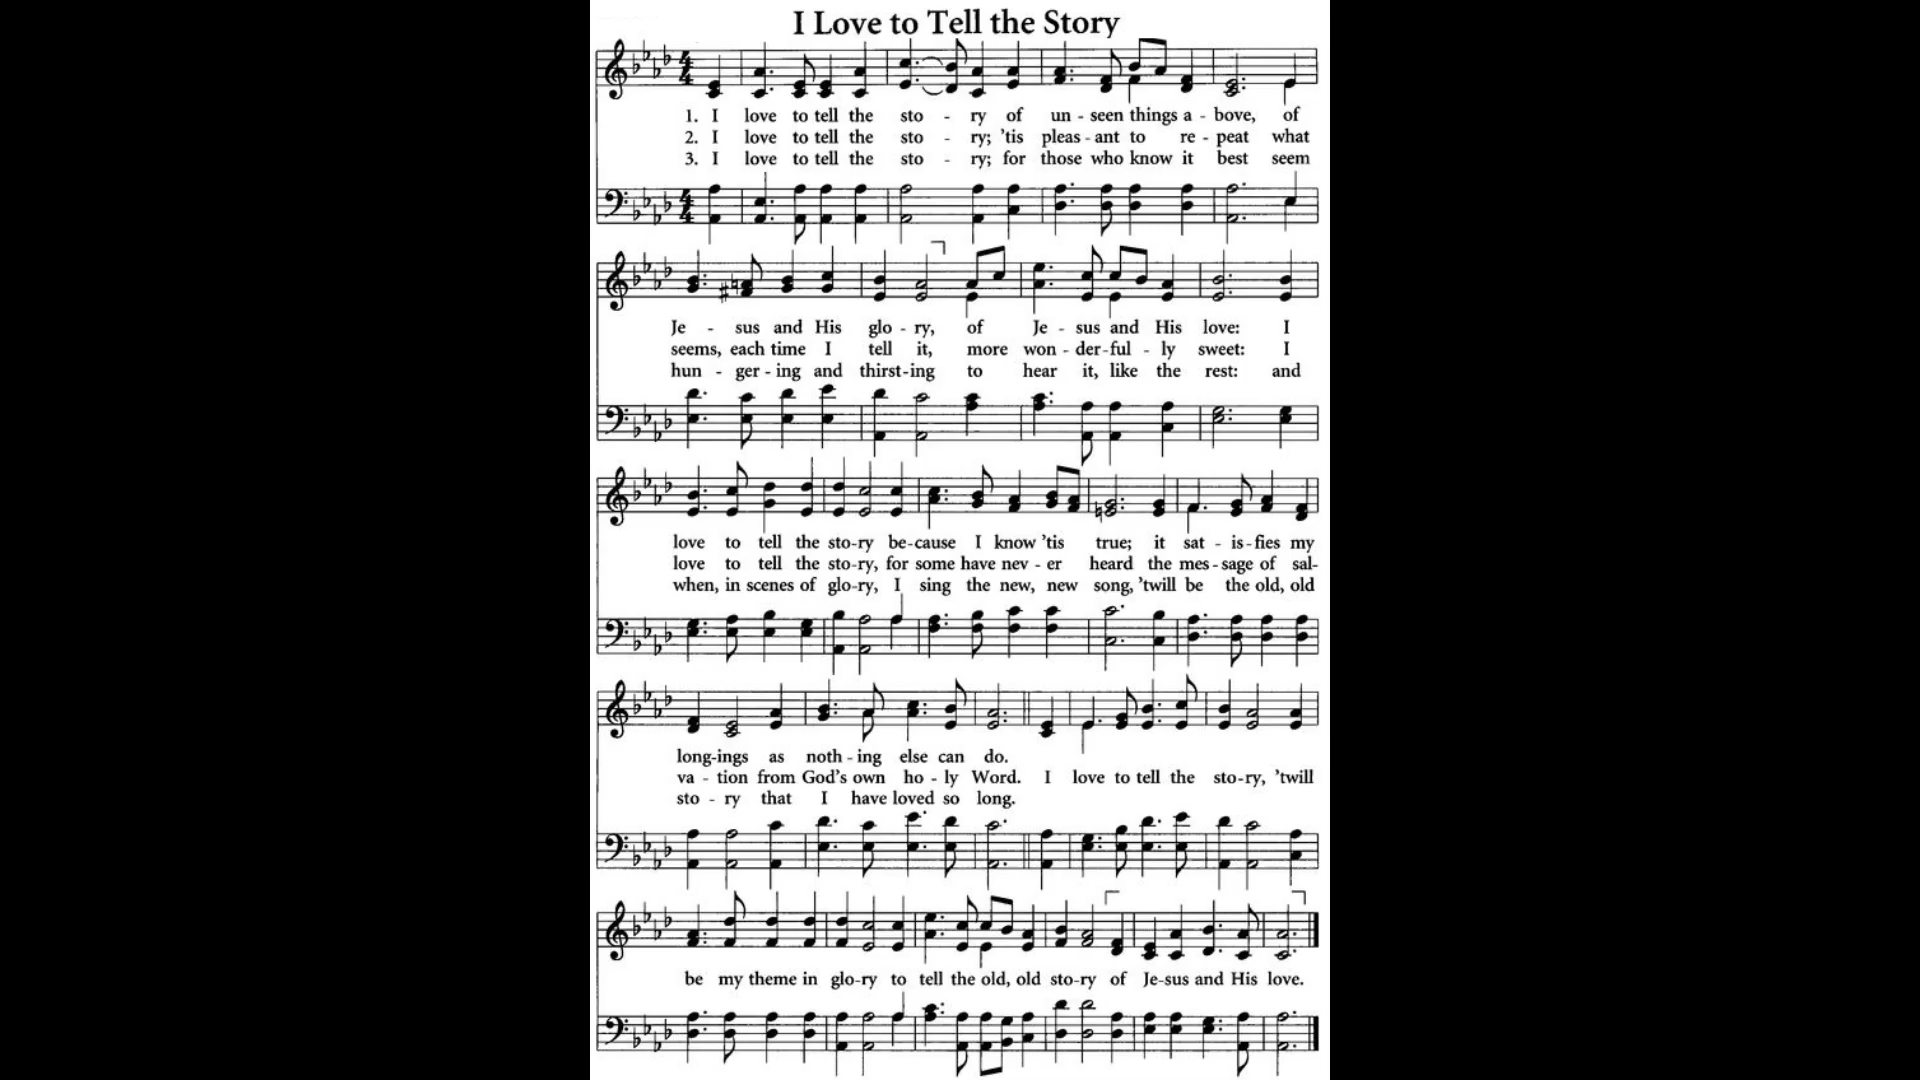 I Love to Tell the Story
1. I love to tell the sto - ry of un - seen things a - bove, of
2. I love to tell the sto - ry; 'tis pleas - ant to re - peat what
3. I love to tell the sto - ry; for those who know it best seem
Je - sus and His glo - ry, of Je - sus and His love: I
seems, each time I tell it, more won - der - ful - ly sweet: I
hun - ger - ing and thirst - ing to hear it, like the rest: and
love to tell the sto - ry be - cause I know 'tis true; it sat - is - fies my
love to tell the sto - ry, for some have nev - er heard the mes - sage of sal-
when, in scenes of glo - ry, I sing the new, new song, 'twill be the old, old
long - ings as noth - ing else can do.
va - tion from God's own ho - ly Word. I love to tell the sto - ry, 'twill
sto - ry that I have loved so long.
be my theme in glo - ry to tell the old, old sto - ry of Je - sus and His love.